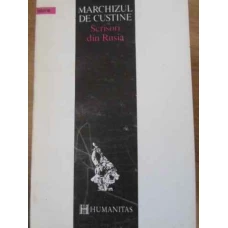 MARCHIZUL
DE CUSTINE
Scrisori
din Rusia
HUMANITAS